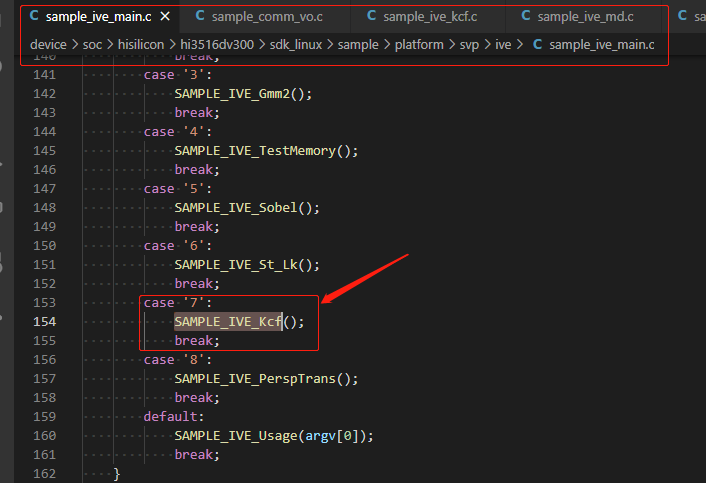 sample_ive_main.c × sample_comm_vo.c sample_ive_kcf.c sample_ive_md.c sa
device > soc > hisilicon > hi3516dv300 > sdk_linux > sample > platform > svp > ive > C sample_ive_main.c
140 break;
141 case '3':
142 SAMPLE_IVE_Gmm2();
143 break;
144 case '4':
145 SAMPLE_IVE_TestMemory();
146 break;
147 case '5':
148 SAMPLE_IVE_Sobel();
149 break;
150 case '6':
151 SAMPLE_IVE_St_Lk();
152 break;
153 case '7':
154 SAMPLE_IVE_Kcf();
155 break;
156 case '8':
157 SAMPLE_IVE_PerspTrans();
158 break;
159 default:
160 SAMPLE_IVE_Usage(argv[0]);
161 break;
162 }